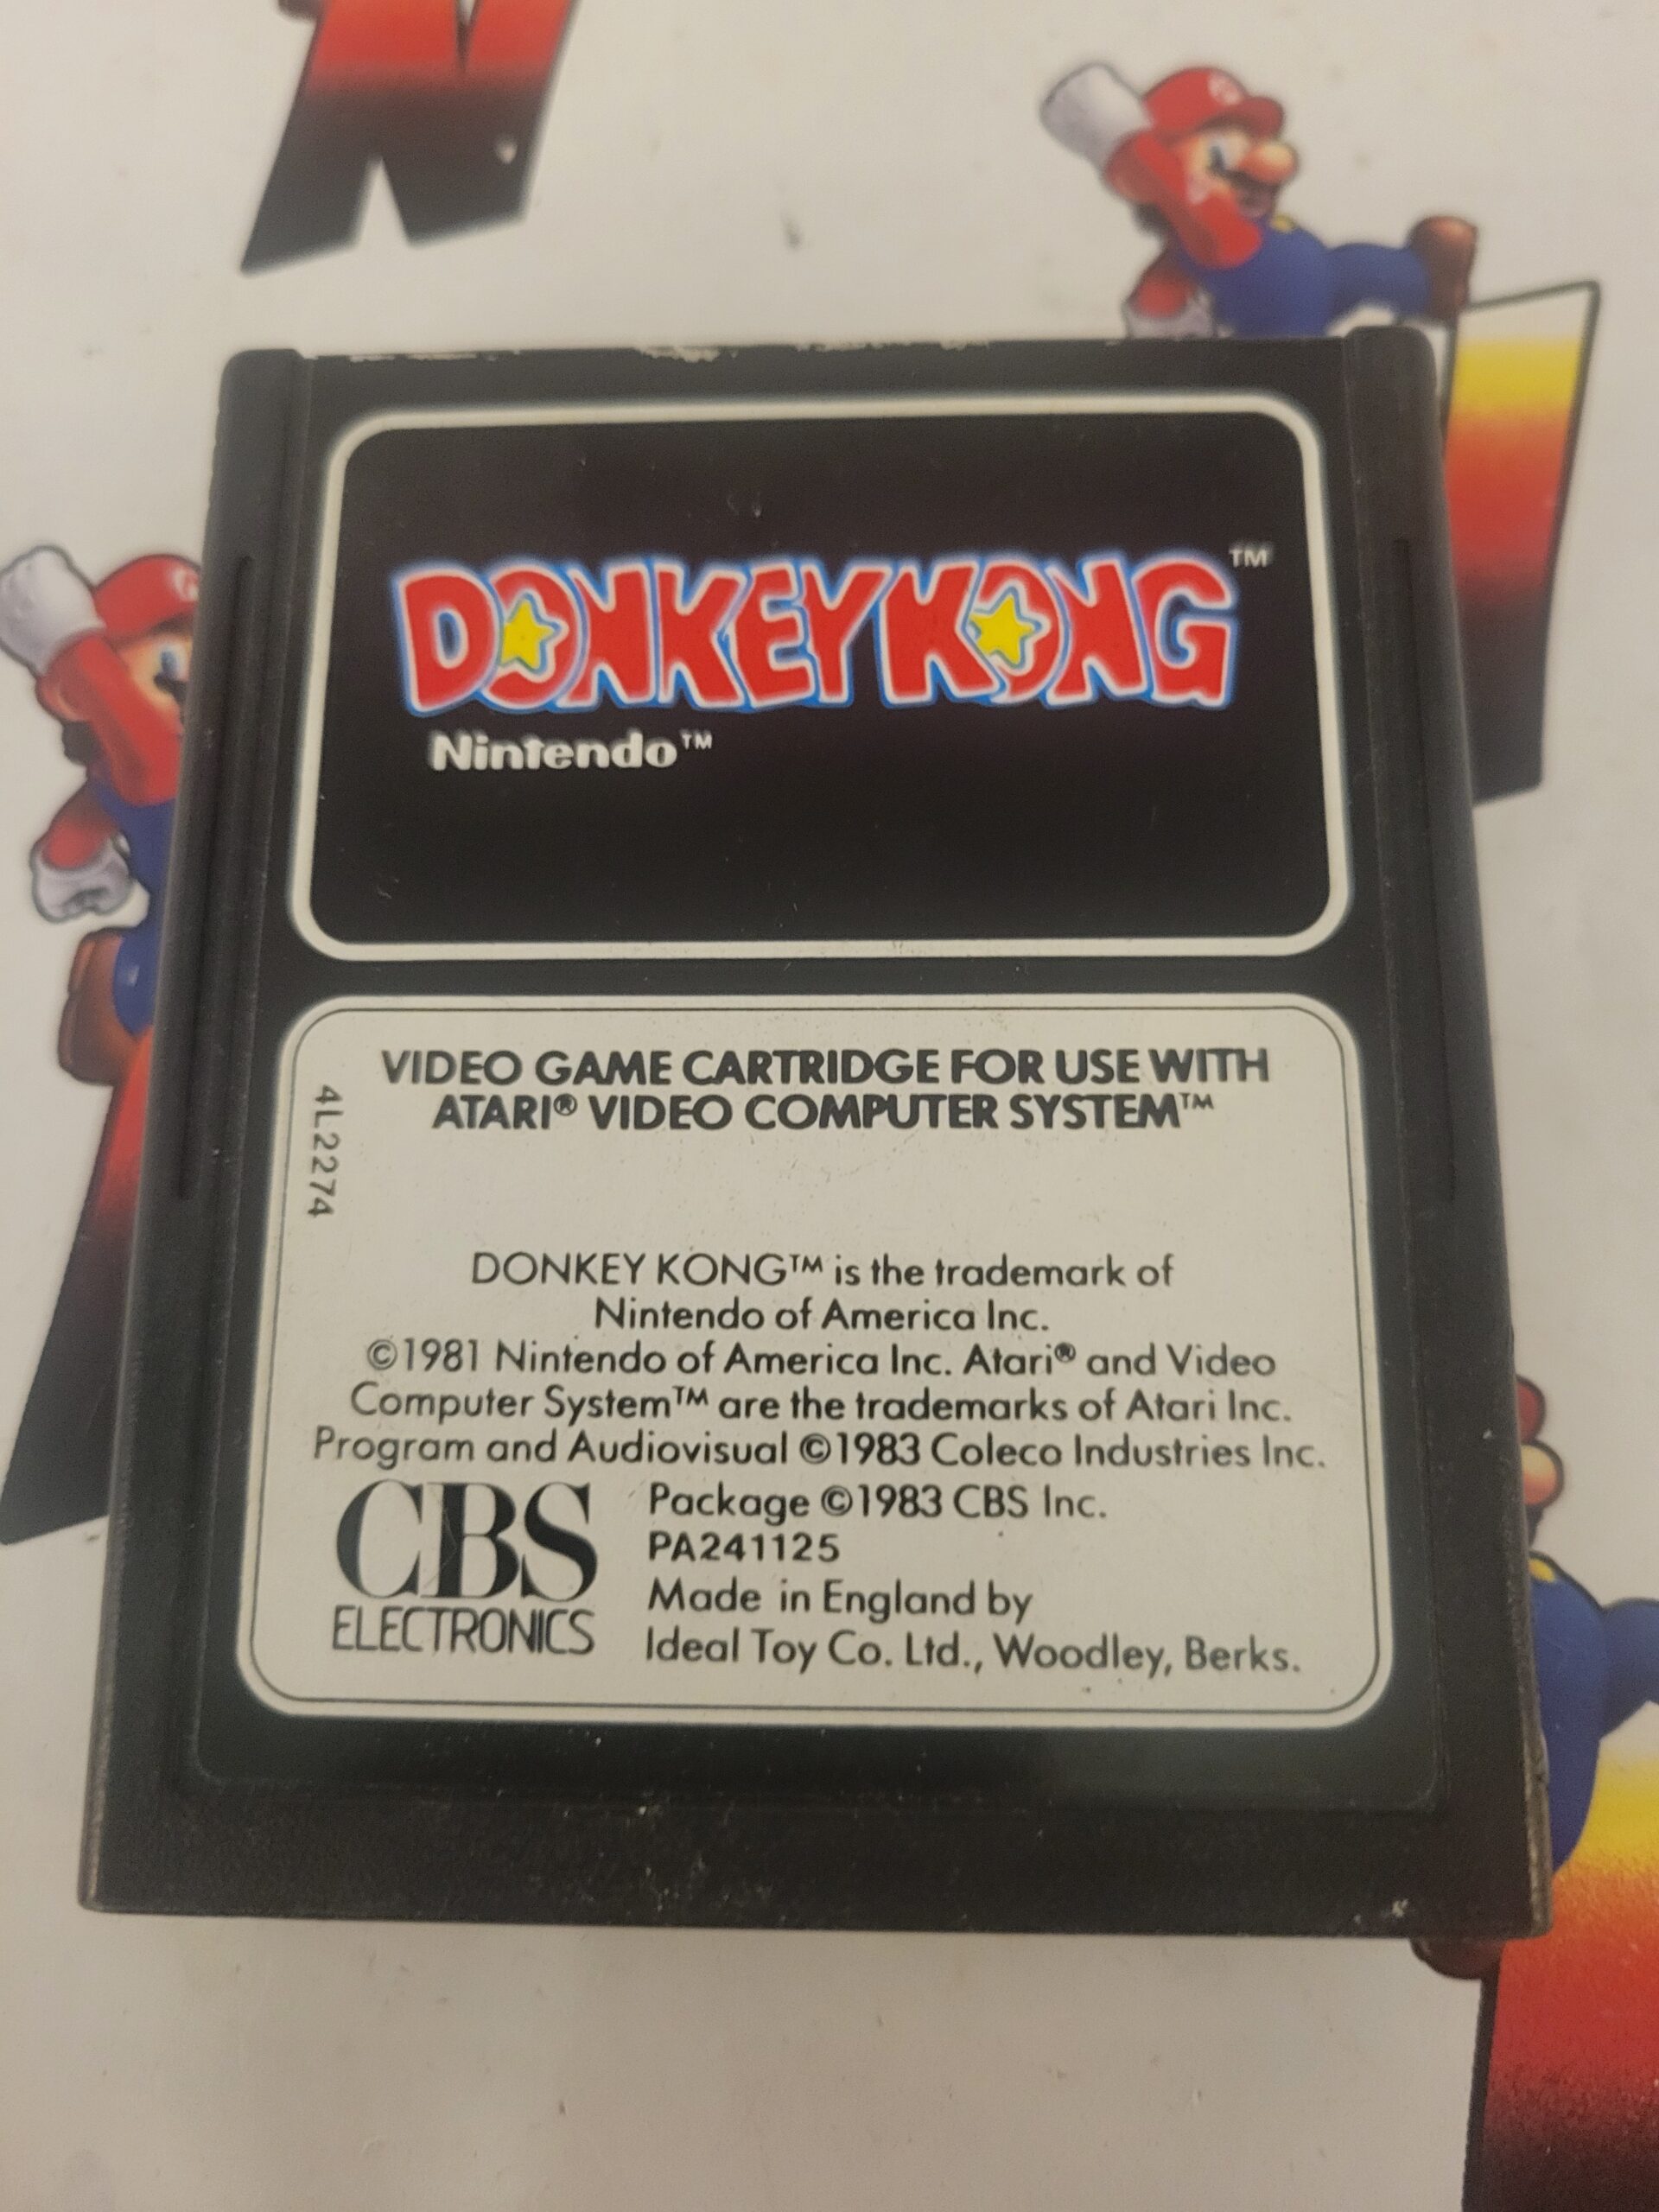 DONKEY KONG™
Nintendo™
VIDEO GAME CARTRIDGE FOR USE WITH
ATARI® VIDEO COMPUTER SYSTEM™
4L2274
DONKEY KONG™ is the trademark of
Nintendo of America Inc.
©1981 Nintendo of America Inc. Atari® and Video
Computer System™ are the trademarks of Atari Inc.
Program and Audiovisual ©1983 Coleco Industries Inc.
CBS
ELECTRONICS
Package ©1983 CBS Inc.
PA241125
Made in England by
Ideal Toy Co. Ltd., Woodley, Berks.